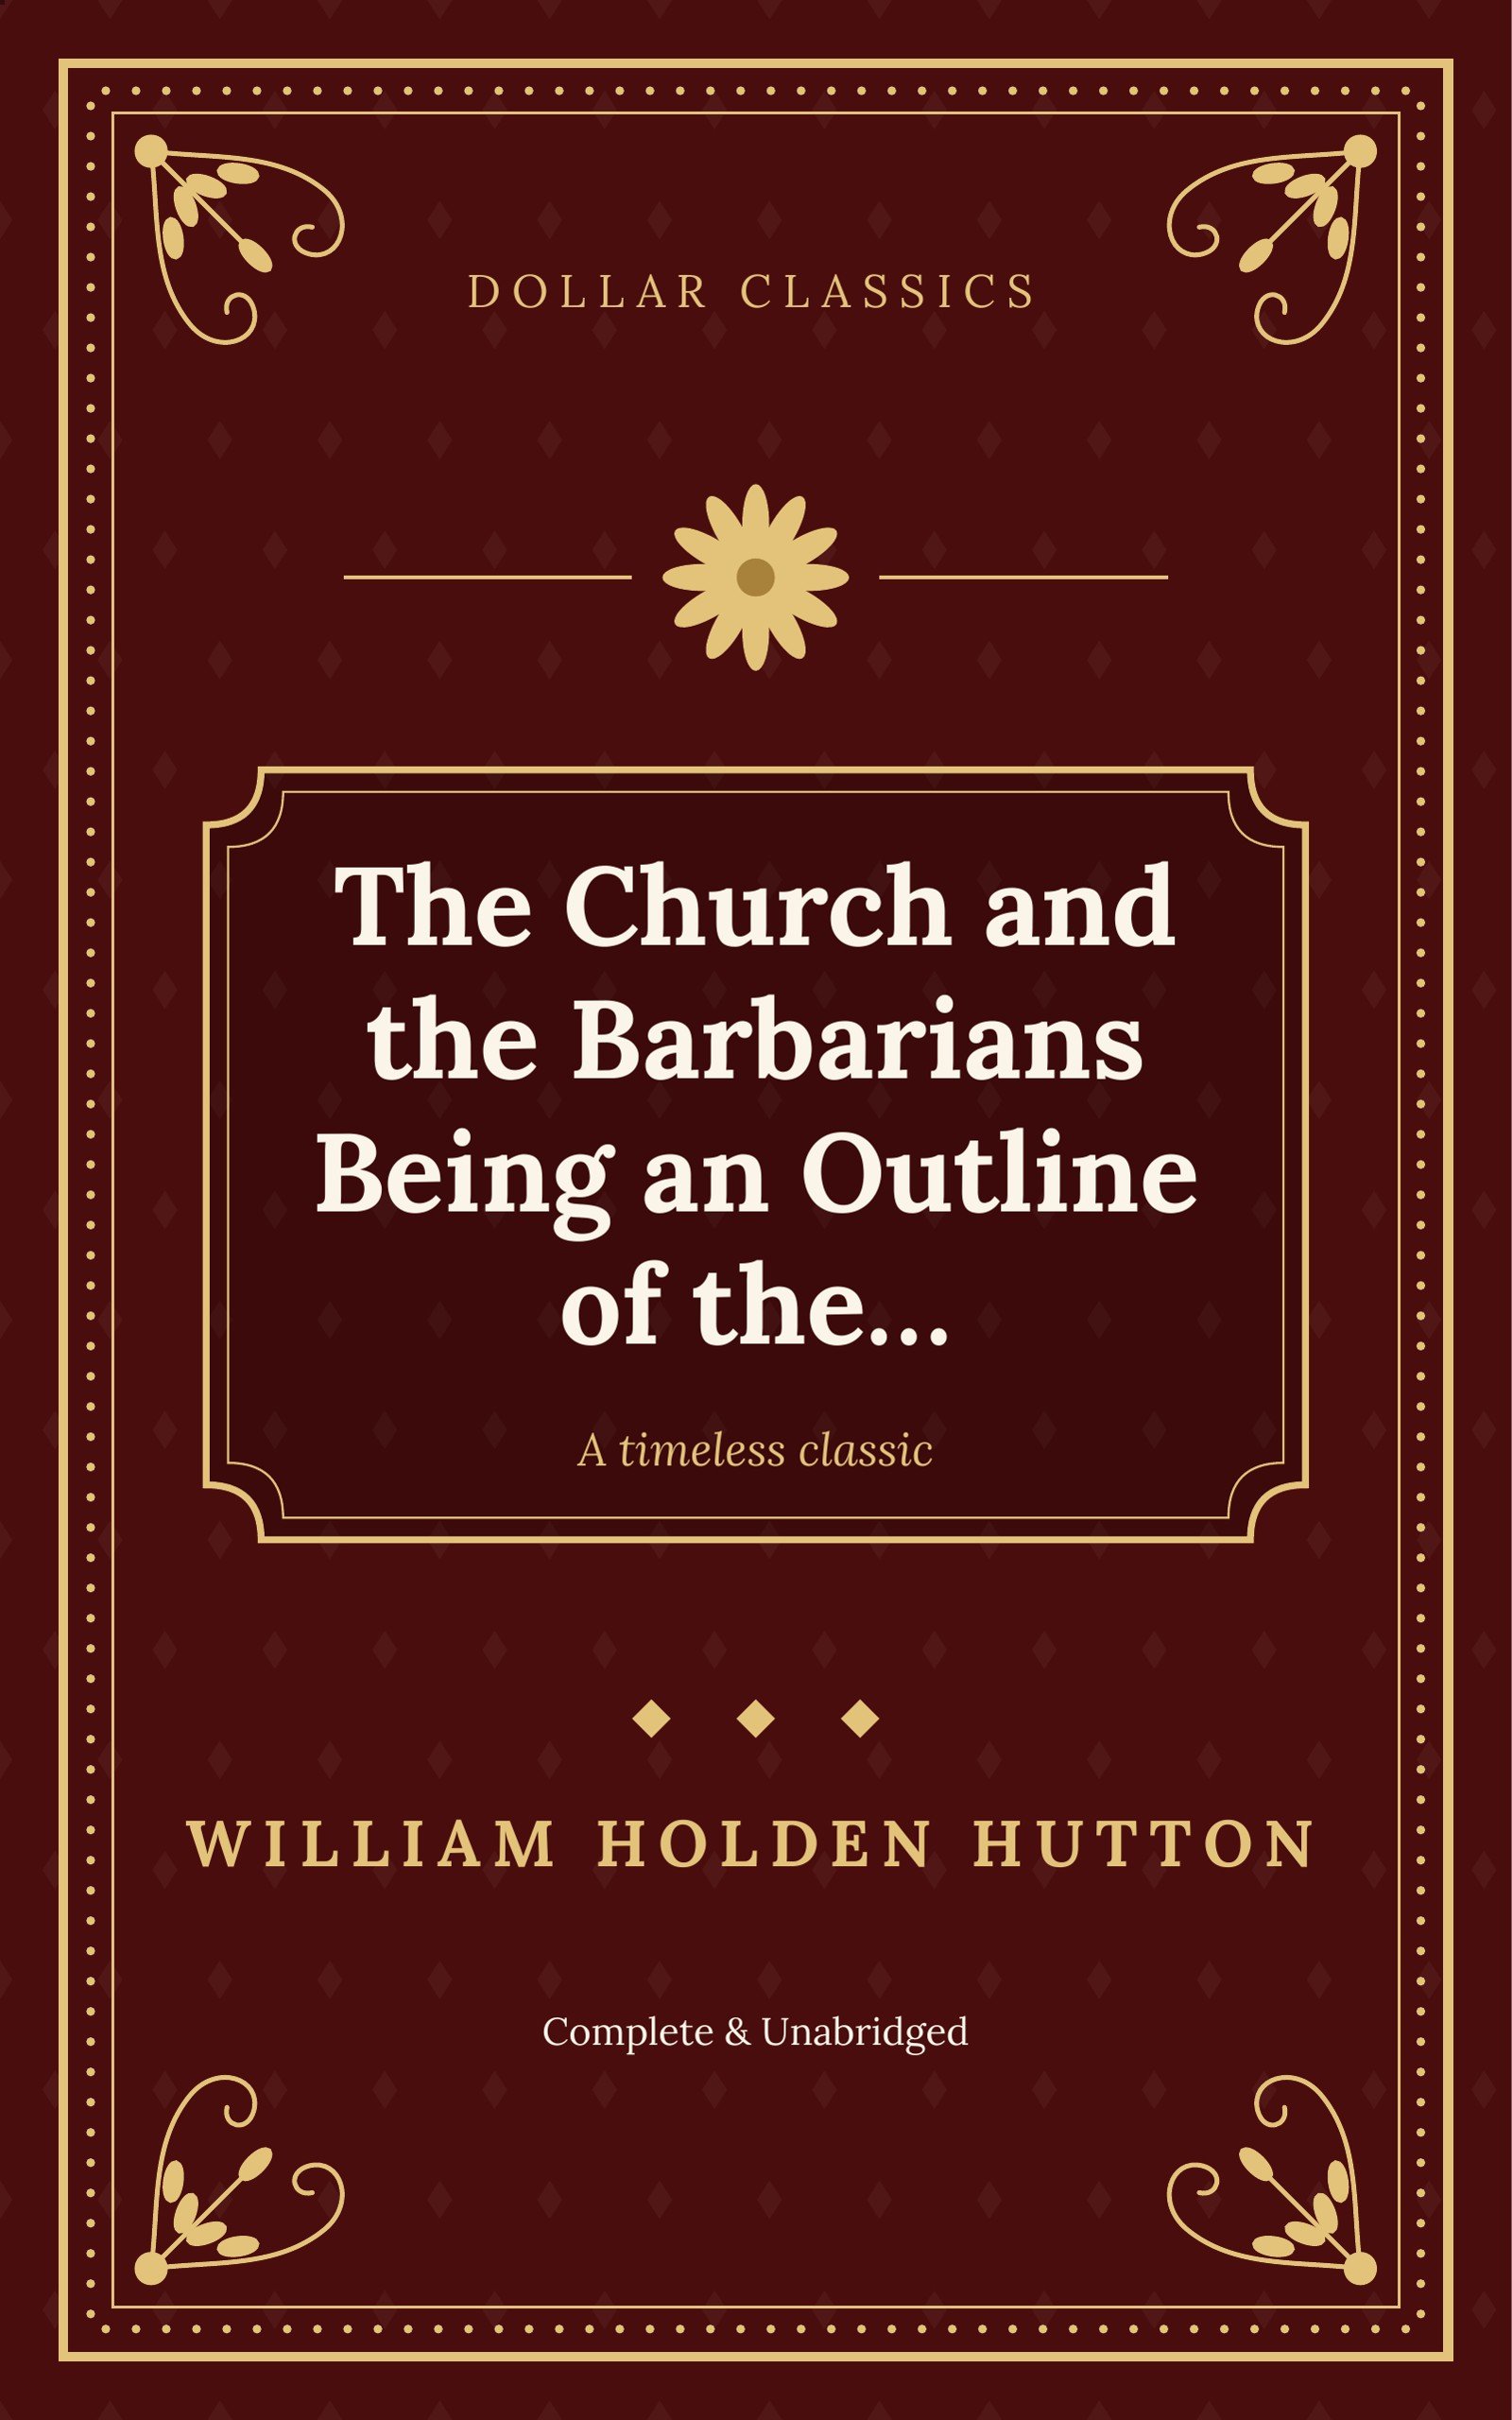 DOLLAR CLASSICS
The Church and
the Barbarians
Being an Outline
of the...
A timeless classic
WILLIAM HOLDEN HUTTON
Complete & Unabridged